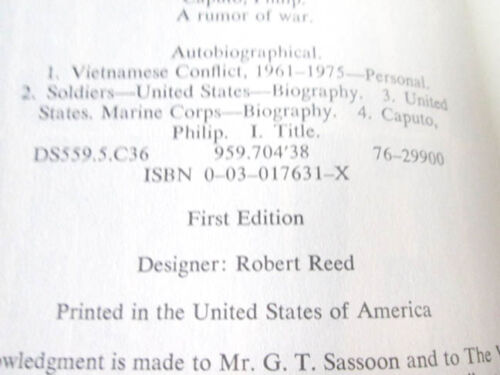 Caputo, Philip.
A rumor of war.
Autobiographical.
1. Vietnamese Conflict, 1961–1975—Personal.
2. Soldiers—United States—Biography. 3. United
States. Marine Corps—Biography. 4. Caputo,
Philip. I. Title.
DS559.5.C36 959.704'38 76–29900
ISBN 0–03–017631–X
First Edition
Designer: Robert Reed
Printed in the United States of America
owledgment is made to Mr. G. T. Sassoon and to The